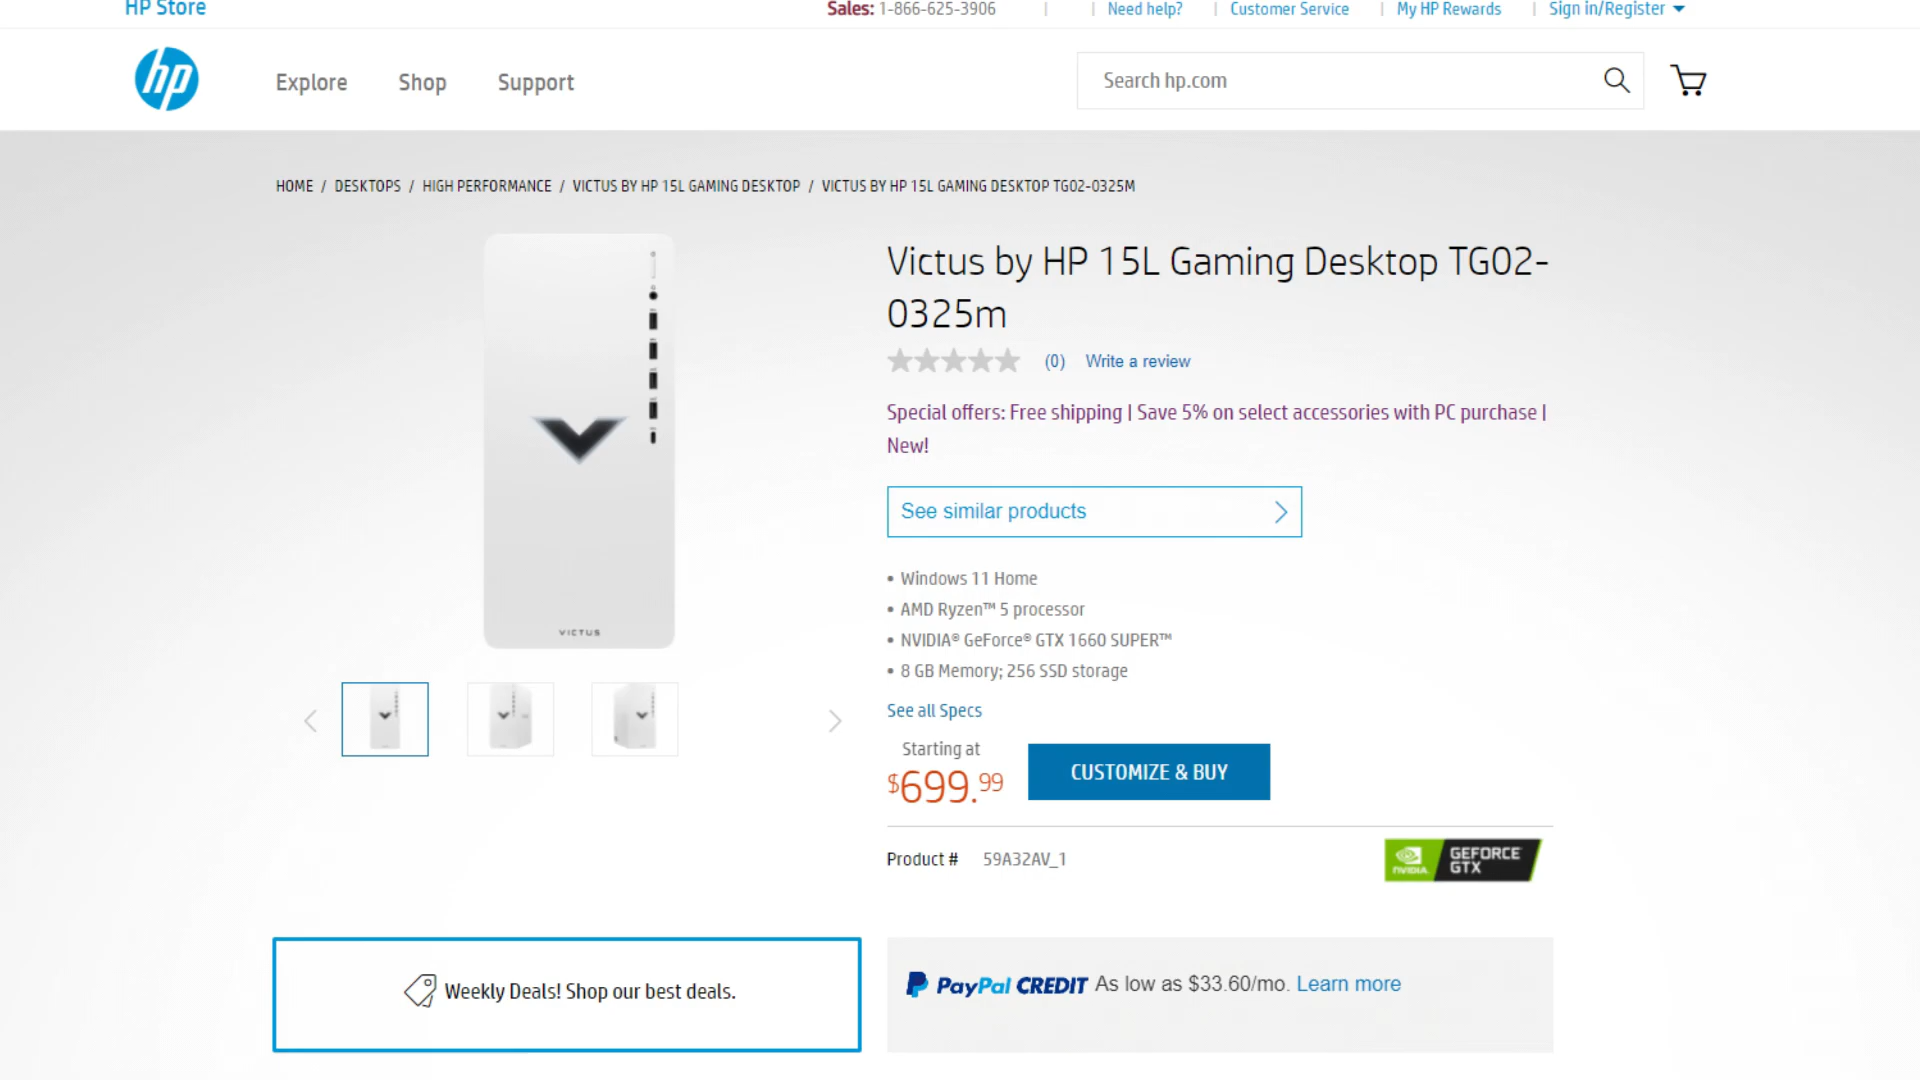 HP Store
Sales: 1-866-625-3906 | | Need help? | Customer Service | My HP Rewards | Sign in/Register
hp
Explore Shop Support
Search hp.com
HOME / DESKTOPS / HIGH PERFORMANCE / VICTUS BY HP 15L GAMING DESKTOP / VICTUS BY HP 15L GAMING DESKTOP TG02-0325M
VICTUS
Victus by HP 15L Gaming Desktop TG02-
0325m
(0) Write a review
Special offers: Free shipping | Save 5% on select accessories with PC purchase |
New!
See similar products
• Windows 11 Home
• AMD Ryzen™ 5 processor
• NVIDIA® GeForce® GTX 1660 SUPER™
• 8 GB Memory; 256 SSD storage
See all Specs
Starting at
$699.99
CUSTOMIZE & BUY
Product # 59A32AV_1
NVIDIA.
GEFORCE
GTX
Weekly Deals! Shop our best deals.
PayPal CREDIT As low as $33.60/mo. Learn more